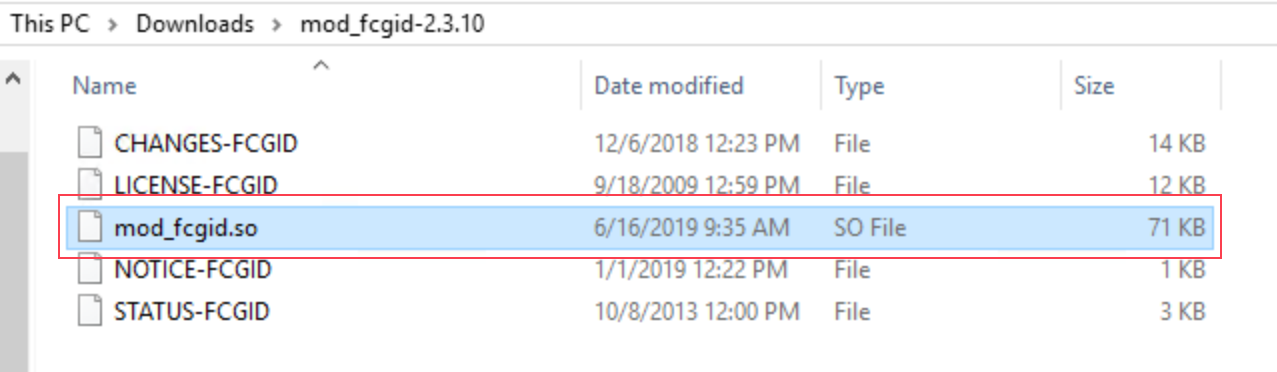 This PC > Downloads > mod_fcgid-2.3.10
Name Date modified Type Size
CHANGES-FCGID 12/6/2018 12:23 PM File 14 KB
LICENSE-FCGID 9/18/2009 12:59 PM File 12 KB
mod_fcgid.so 6/16/2019 9:35 AM SO File 71 KB
NOTICE-FCGID 1/1/2019 12:22 PM File 1 KB
STATUS-FCGID 10/8/2013 12:00 PM File 3 KB